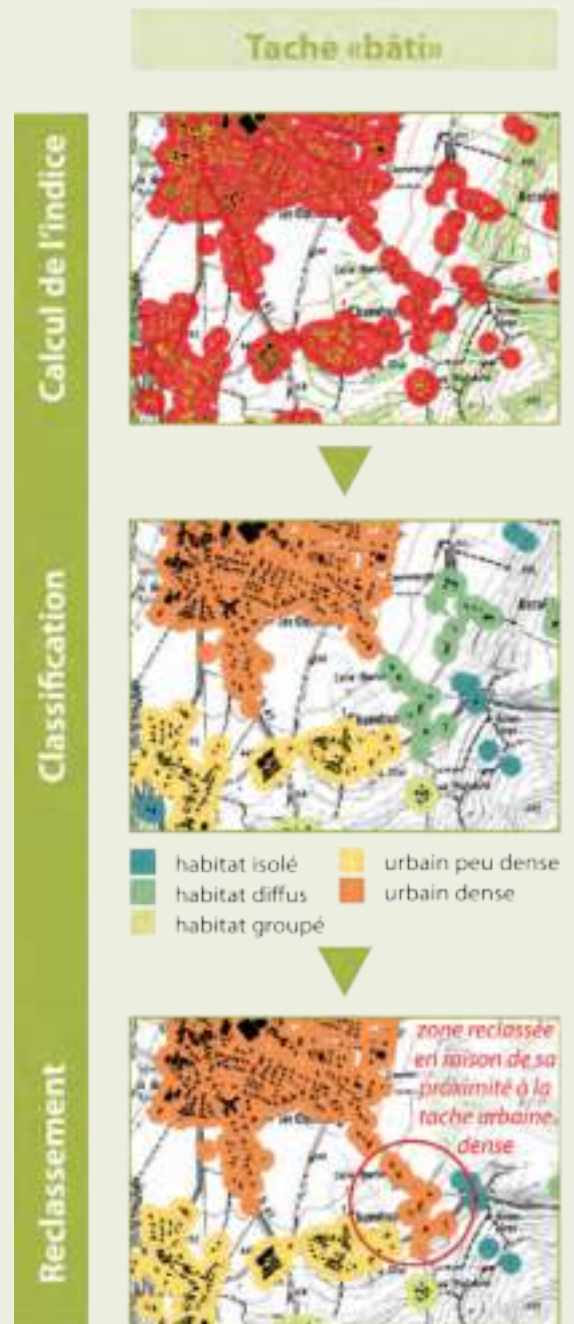 Tache «bâti»
Calcul de l'indice
Classification
habitat isolé
habitat diffus
habitat groupé
urbain peu dense
urbain dense
Reclassement
zone reclassée
en raison de sa
proximité à la
tache urbaine
dense